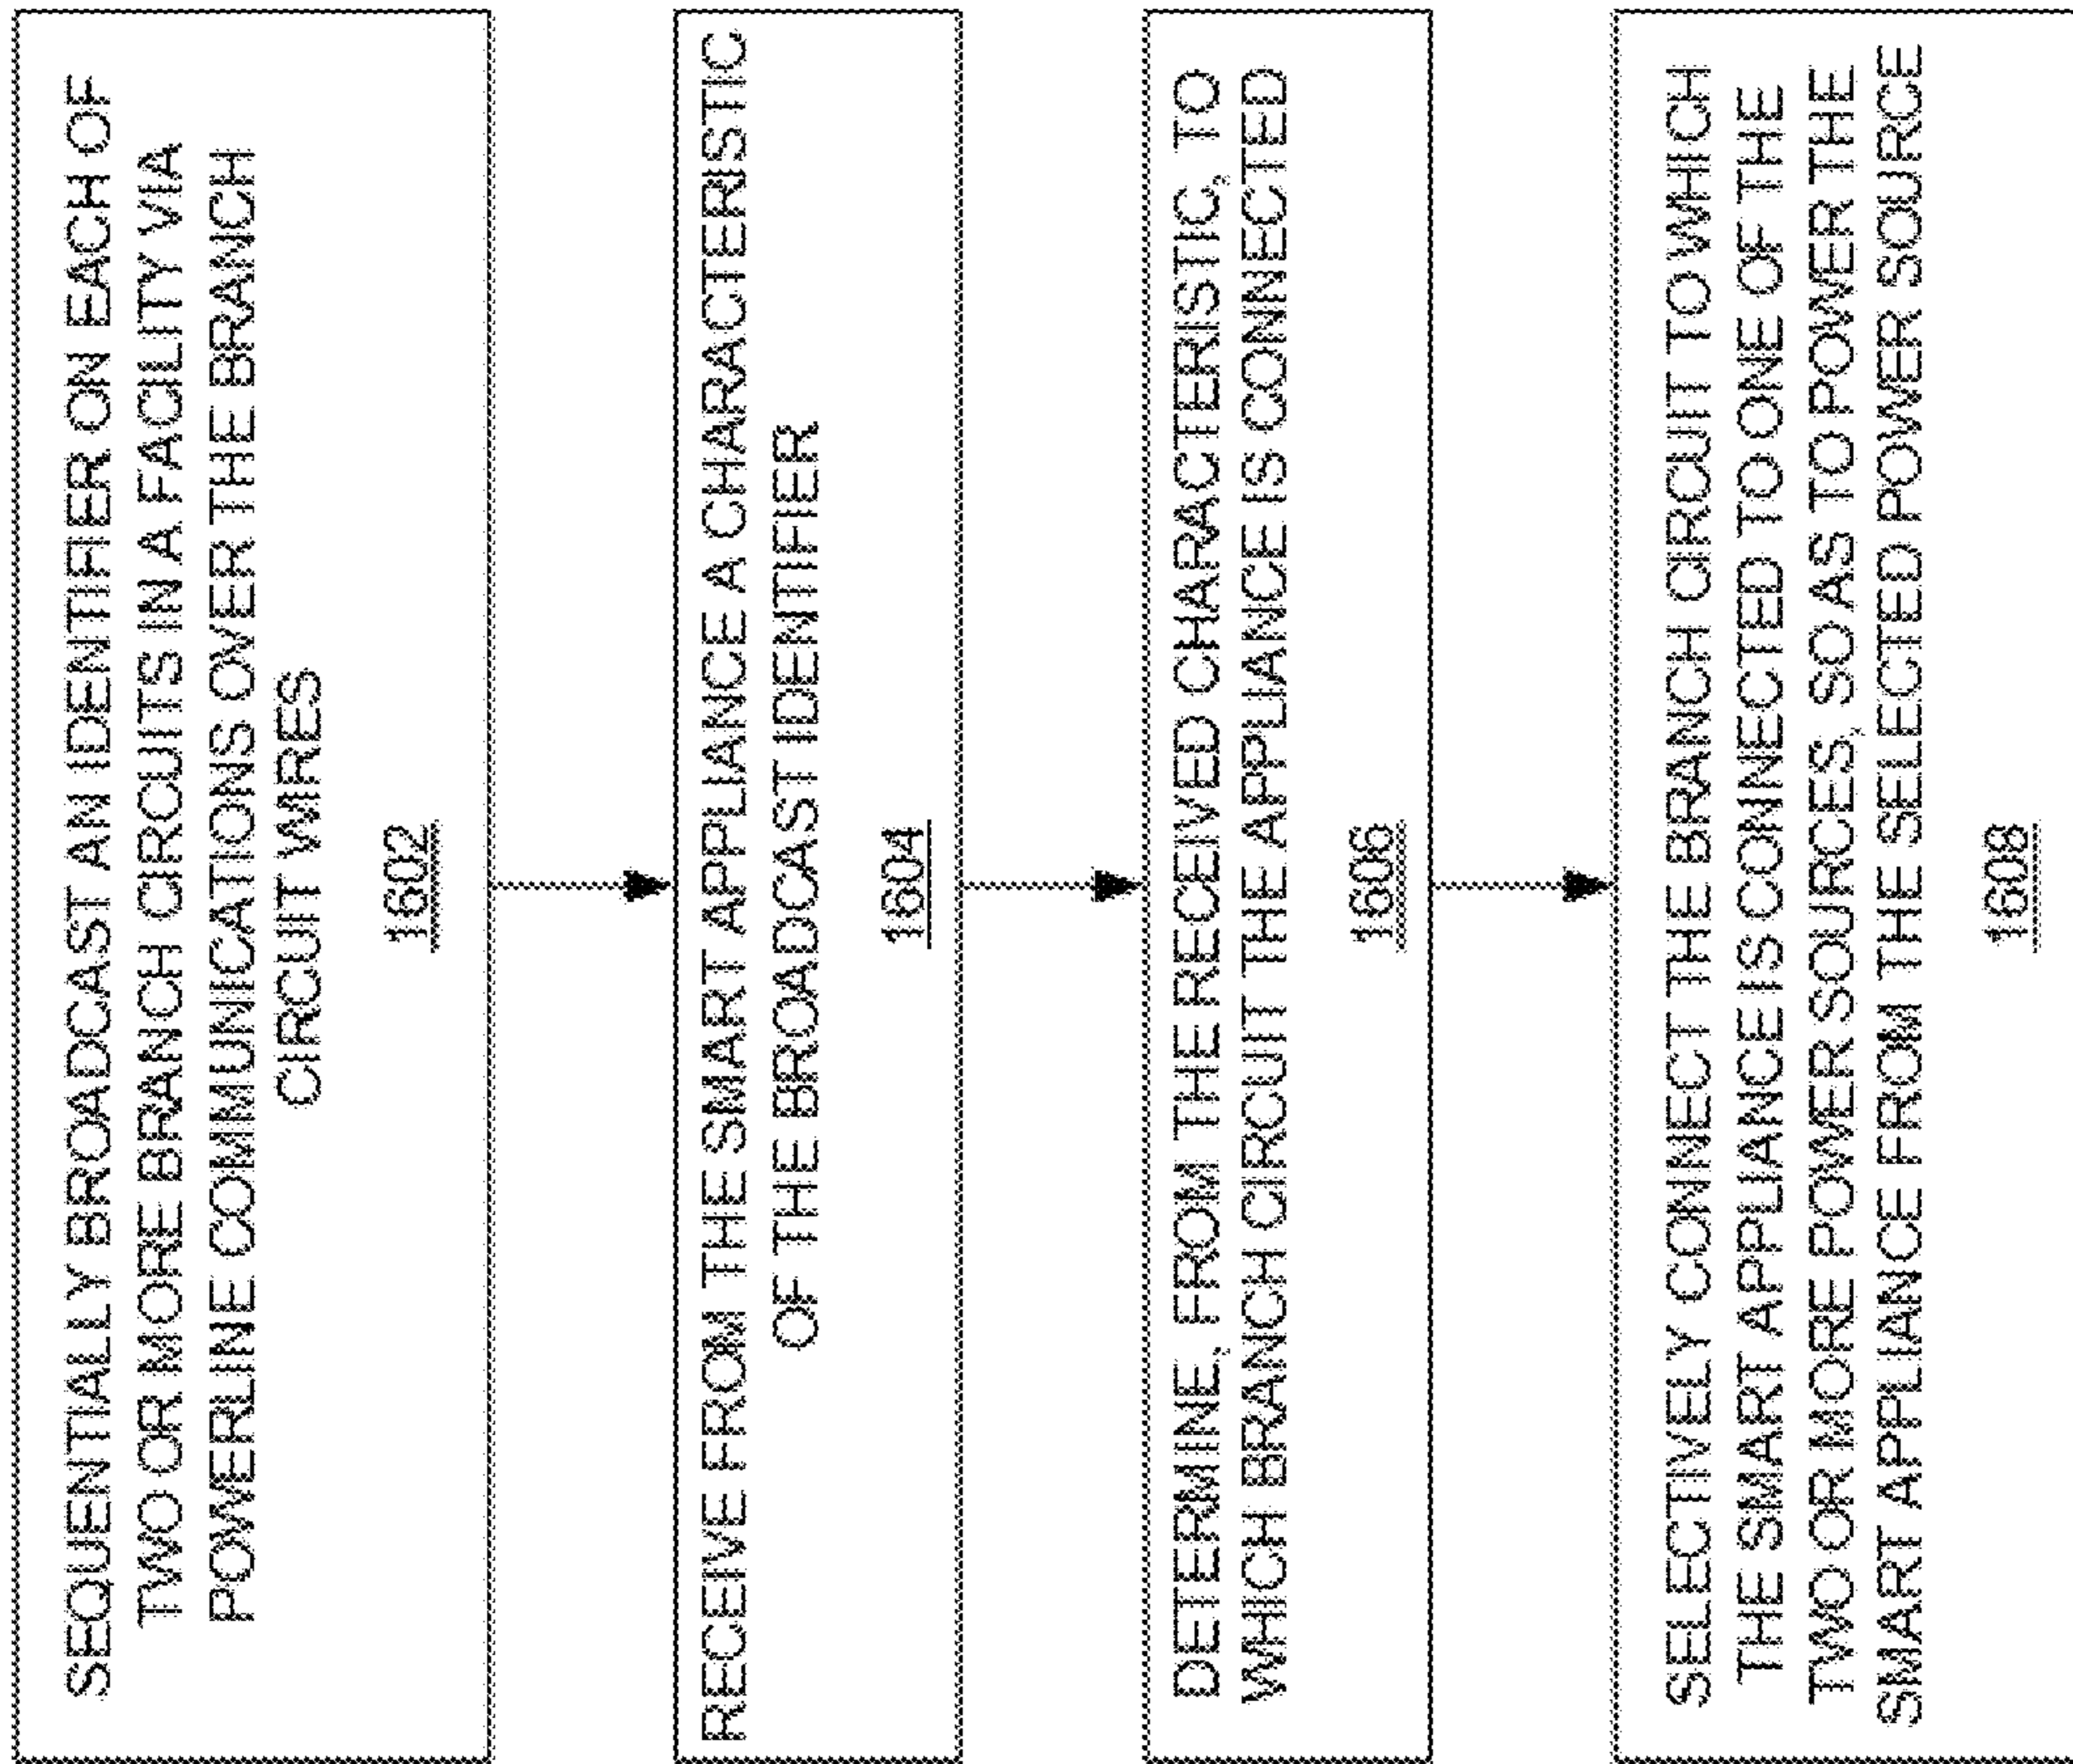 SEQUENTIALLY BROADCAST AN IDENTIFIER ON EACH OF
TWO OR MORE BRANCH CIRCUITS IN A FACILITY VIA
POWERLINE COMMUNICATIONS OVER THE BRANCH
CIRCUIT WIRES
1602
RECEIVE FROM THE SMART APPLIANCE A CHARACTERISTIC
OF THE BROADCAST IDENTIFIER
1604
DETERMINE, FROM THE RECEIVED CHARACTERISTIC, TO
WHICH BRANCH CIRCUIT THE APPLIANCE IS CONNECTED
1606
SELECTIVELY CONNECT THE BRANCH CIRCUIT TO WHICH
THE SMART APPLIANCE IS CONNECTED TO ONE OF THE
TWO OR MORE POWER SOURCES, SO AS TO POWER THE
SMART APPLIANCE FROM THE SELECTED POWER SOURCE
1608